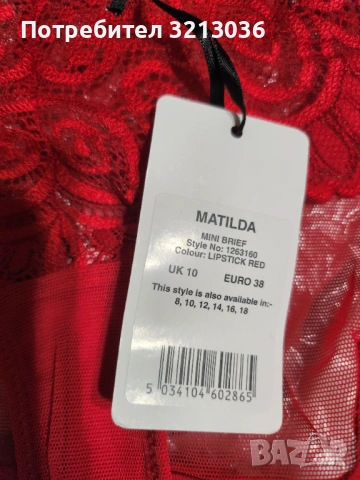 Потребител 3213036
MATILDA
MINI BRIEF
Style No: 1263160
Colour: LIPSTICK RED
UK 10 EURO 38
This style is also available in:-
8, 10, 12, 14, 16, 18
5 034104 602865
BAZAR